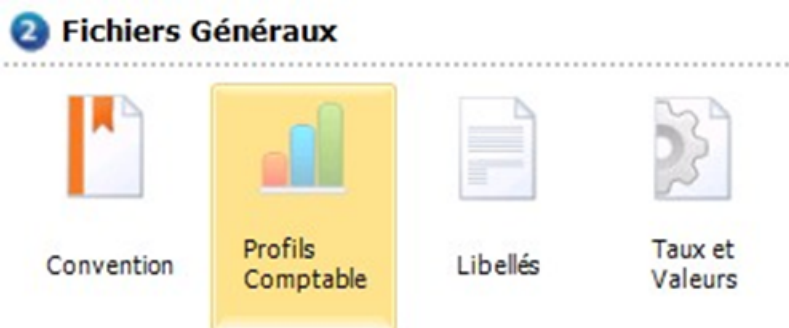 2 Fichiers Généraux
Convention
Profils
Comptable
Libellés
Taux et
Valeurs